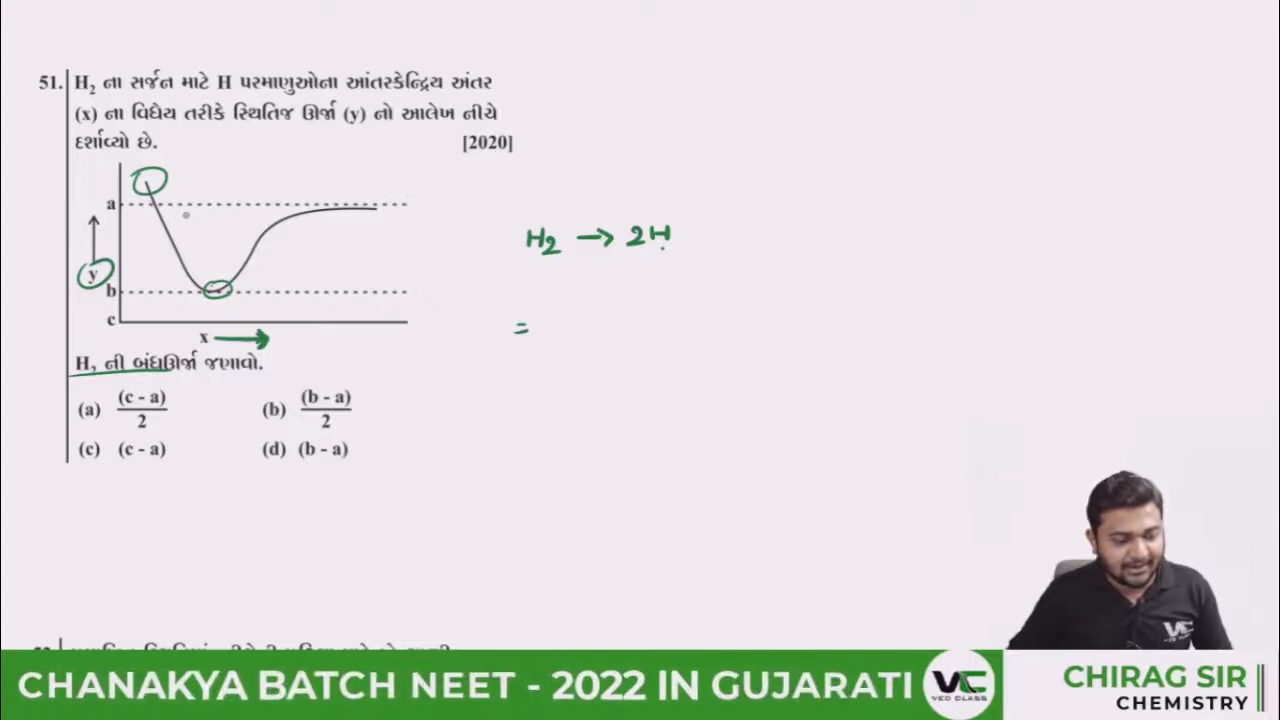 51. H₂ ના સર્જન માટે H પરમાણુઓના આંતરકેન્દ્રિય અંતર
(x) ના વિધેય તરીકે સ્થિતિજ ઊર્જા (y) નો આલેખ નીચે
દર્શાવ્યો છે. [2020]
a
y
b
c
x
H₂ → 2H
=
H₂ ની બંધઊર્જા જણાવો.
(a) (c - a)/2 (b) (b - a)/2
(c) (c - a) (d) (b - a)
CHANAKYA BATCH NEET - 2022 IN GUJARATI
VC
VED CLASS
CHIRAG SIR
CHEMISTRY